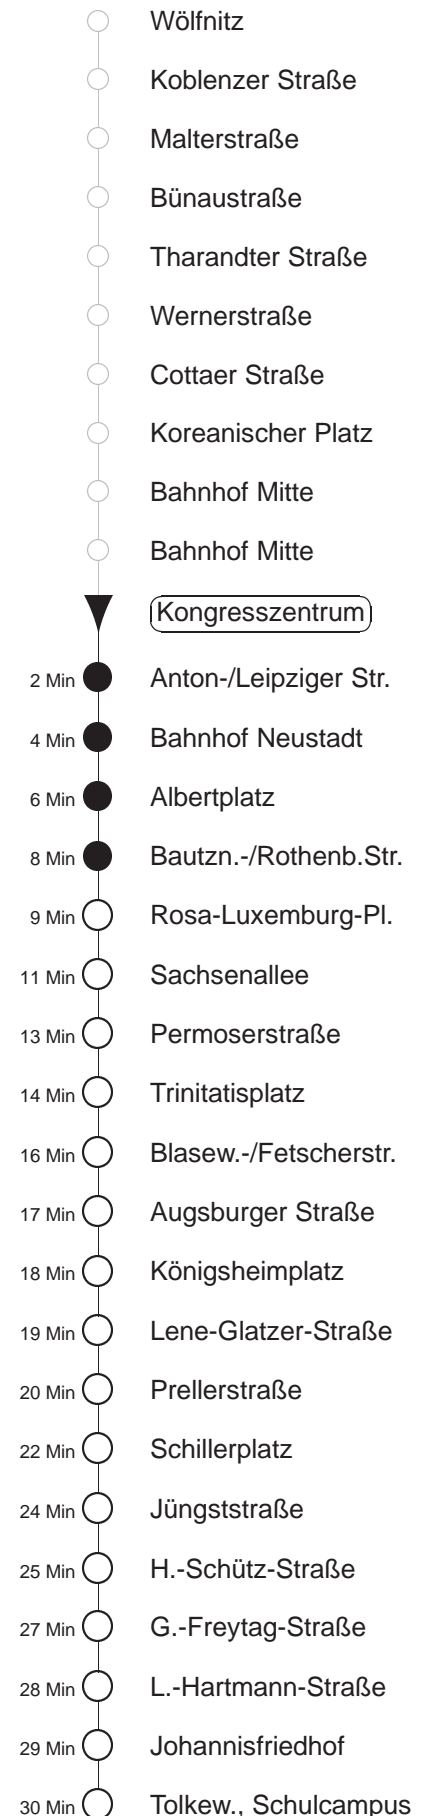 Wölfnitz
Koblenzer Straße
Malterstraße
Bünaustraße
Tharandter Straße
Wernerstraße
Cottaer Straße
Koreanischer Platz
Bahnhof Mitte
Bahnhof Mitte
Kongresszentrum
2 Min Anton-/Leipziger Str.
4 Min Bahnhof Neustadt
6 Min Albertplatz
8 Min Bautzn.-/Rothenb.Str.
9 Min Rosa-Luxemburg-Pl.
11 Min Sachsenallee
13 Min Permoserstraße
14 Min Trinitatisplatz
16 Min Blasew.-/Fetscherstr.
17 Min Augsburger Straße
18 Min Königsheimplatz
19 Min Lene-Glatzer-Straße
20 Min Prellerstraße
22 Min Schillerplatz
24 Min Jüngststraße
25 Min H.-Schütz-Straße
27 Min G.-Freytag-Straße
28 Min L.-Hartmann-Straße
29 Min Johannisfriedhof
30 Min Tolkew., Schulcampus